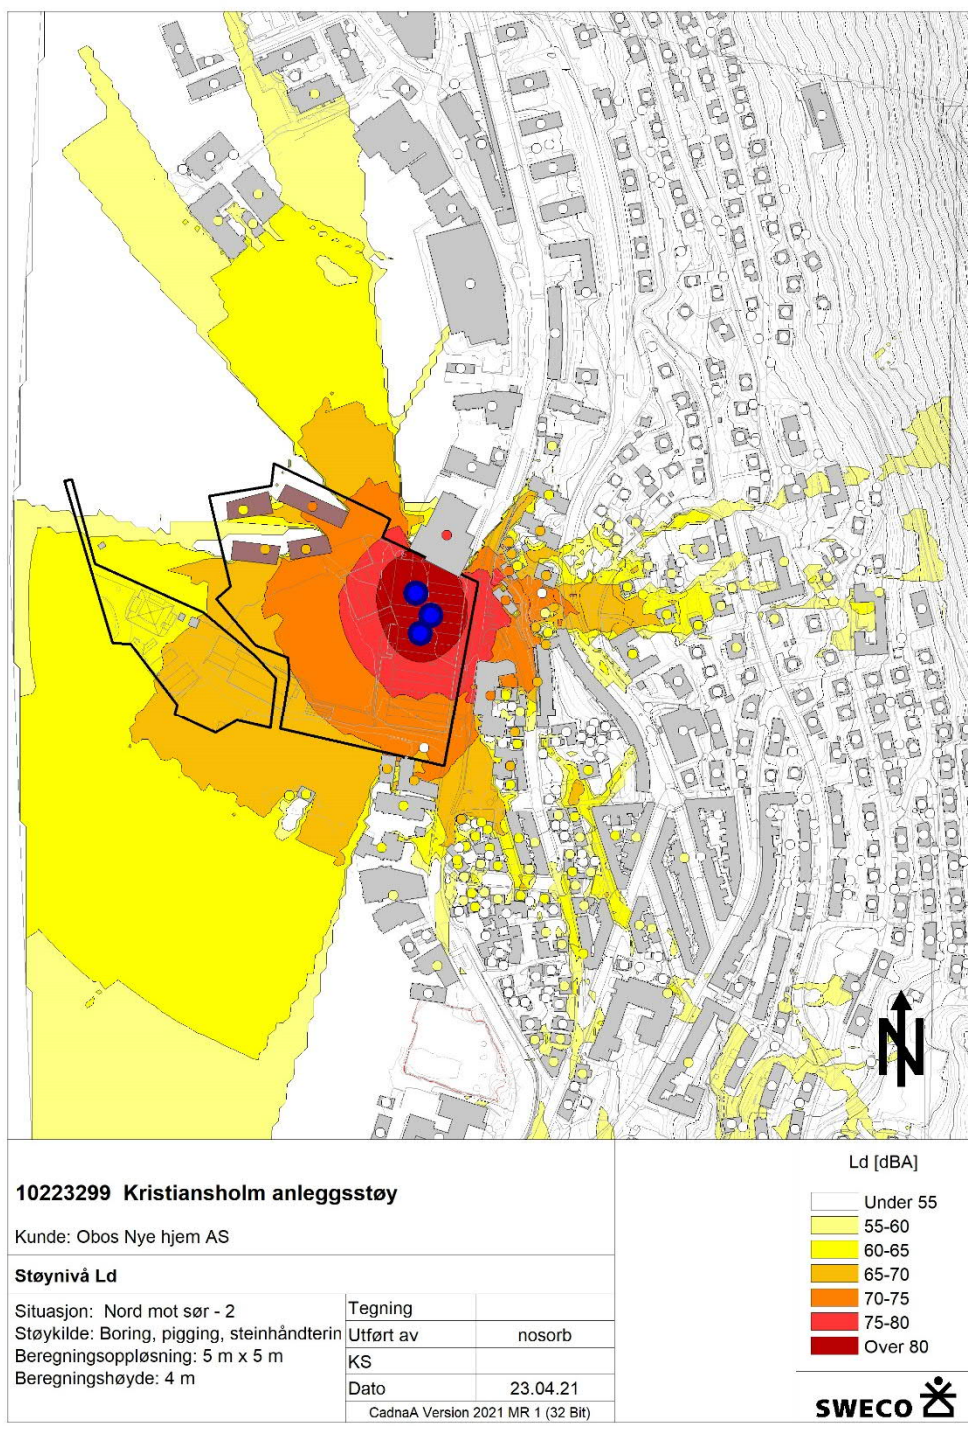 N
10223299 Kristiansholm anleggsstøy
Kunde: Obos Nye hjem AS
Støynivå Ld
Situasjon: Nord mot sør - 2
Støykilde: Boring, pigging, steinhåndterin
Beregningsoppløsning: 5 m x 5 m
Beregningshøyde: 4 m
Tegning
Utført av nosorb
KS
Dato 23.04.21
CadnaA Version 2021 MR 1 (32 Bit)
Ld [dBA]
Under 55
55-60
60-65
65-70
70-75
75-80
Over 80
SWECO